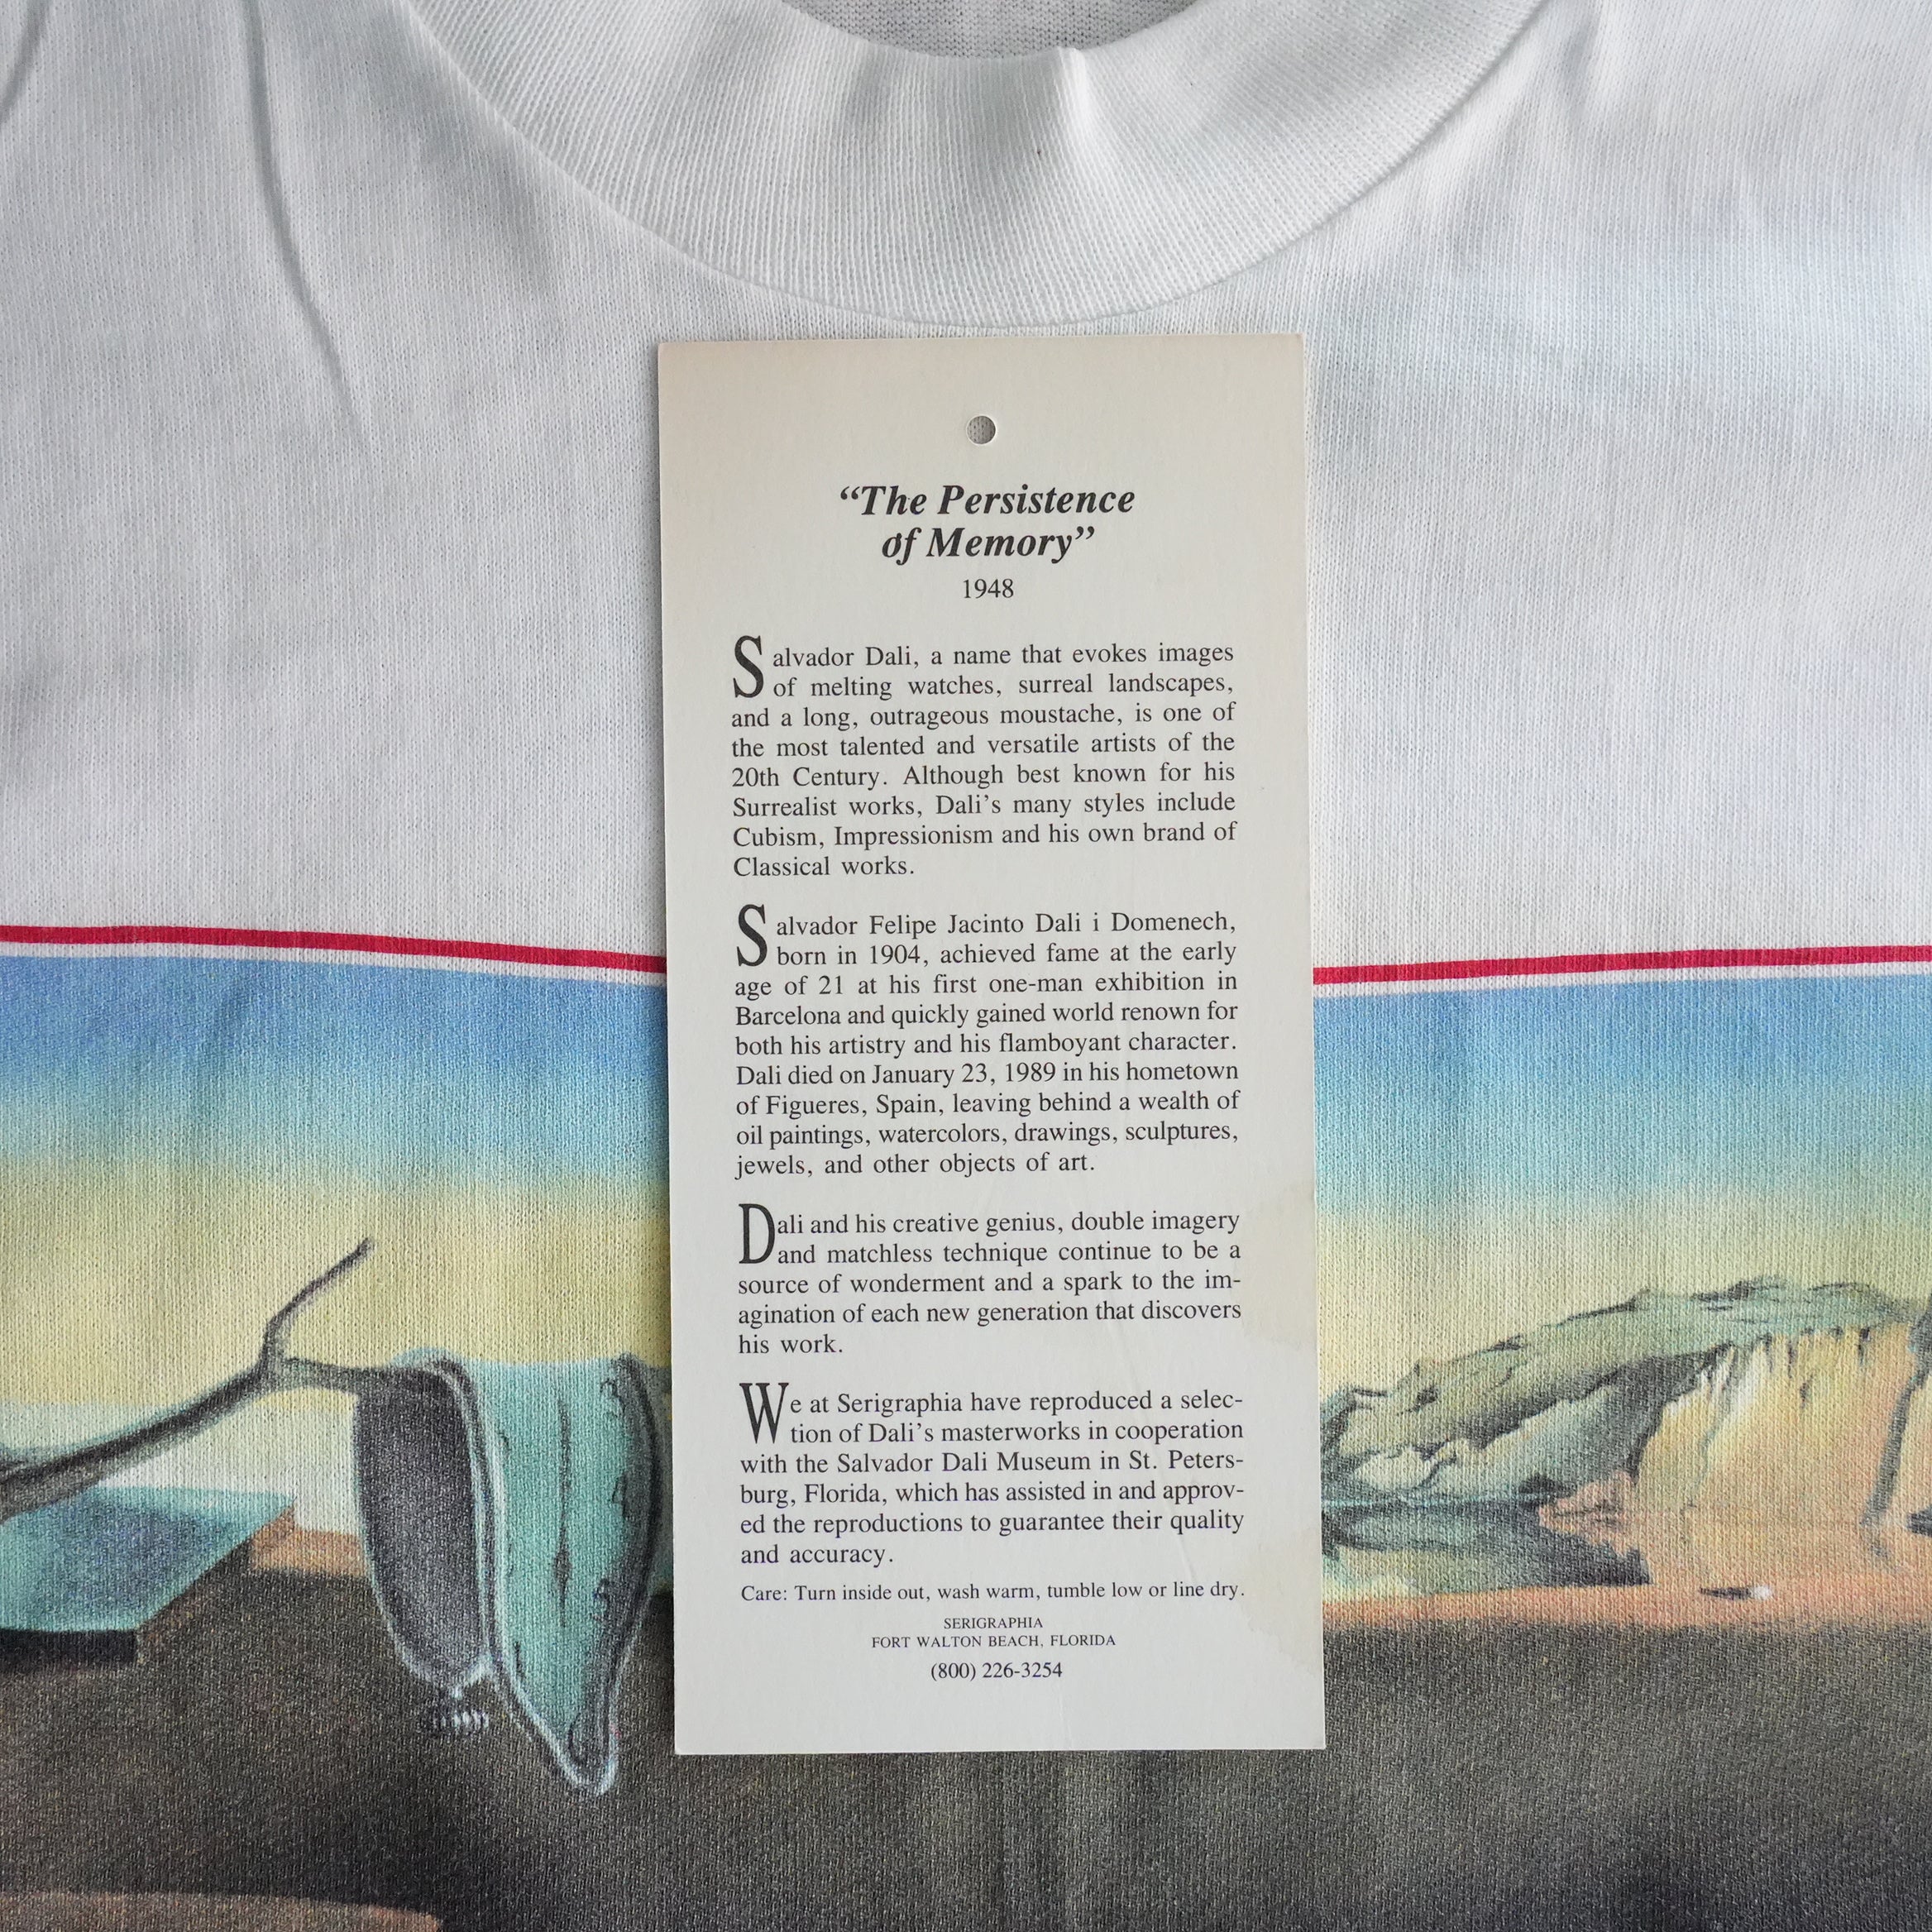 “The Persistence
of Memory”
1948
Salvador Dali, a name that evokes images
of melting watches, surreal landscapes,
and a long, outrageous moustache, is one of
the most talented and versatile artists of the
20th Century. Although best known for his
Surrealist works, Dali’s many styles include
Cubism, Impressionism and his own brand of
Classical works.
Salvador Felipe Jacinto Dali i Domenech,
born in 1904, achieved fame at the early
age of 21 at his first one-man exhibition in
Barcelona and quickly gained world renown for
both his artistry and his flamboyant character.
Dali died on January 23, 1989 in his hometown
of Figueres, Spain, leaving behind a wealth of
oil paintings, watercolors, drawings, sculptures,
jewels, and other objects of art.
Dali and his creative genius, double imagery
and matchless technique continue to be a
source of wonderment and a spark to the im-
agination of each new generation that discovers
his work.
We at Serigraphia have reproduced a selec-
tion of Dali’s masterworks in cooperation
with the Salvador Dali Museum in St. Peters-
burg, Florida, which has assisted in and approv-
ed the reproductions to guarantee their quality
and accuracy.
Care: Turn inside out, wash warm, tumble low or line dry.
SERIGRAPHIA
FORT WALTON BEACH, FLORIDA
(800) 226-3254